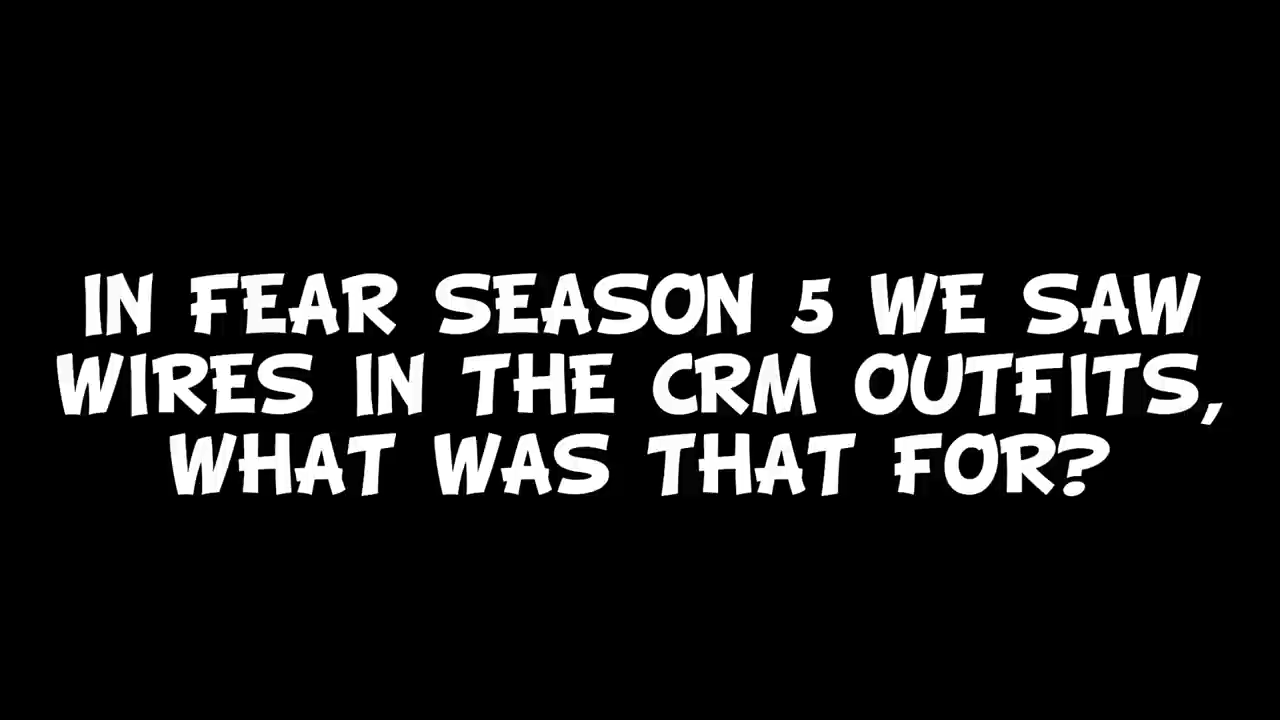 IN FEAR SEASON 5 WE SAW
WIRES IN THE CRM OUTFITS,
WHAT WAS THAT FOR?